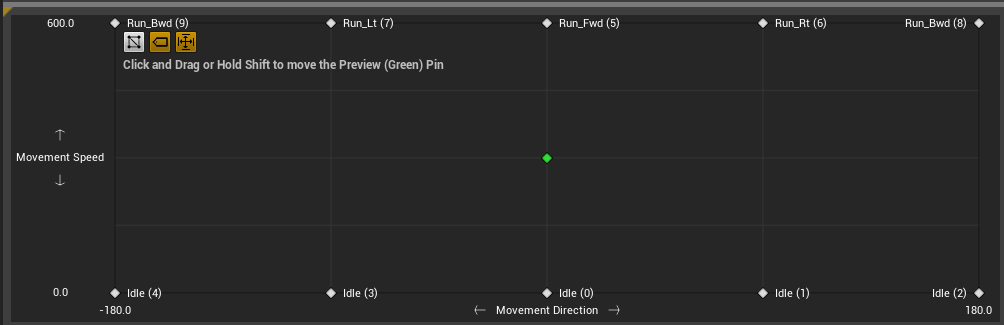 600.0 Run_Bwd (9) Run_Lt (7) Run_Fwd (5) Run_Rt (6) Run_Bwd (8)
Click and Drag or Hold Shift to move the Preview (Green) Pin
↑
Movement Speed
↓
0.0 Idle (4) Idle (3) Idle (0) Idle (1) Idle (2)
-180.0 ← Movement Direction → 180.0